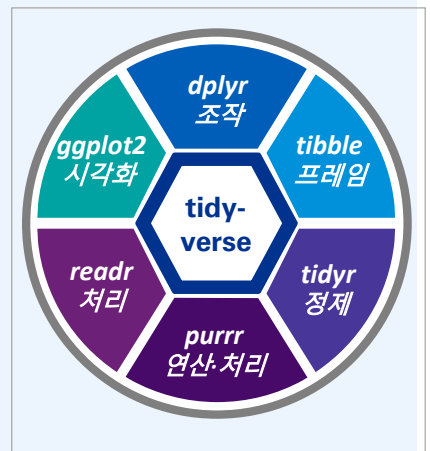 dplyr
조작
tibble
프레임
tidyr
정제
purrr
연산·처리
readr
처리
ggplot2
시각화
tidy-
verse